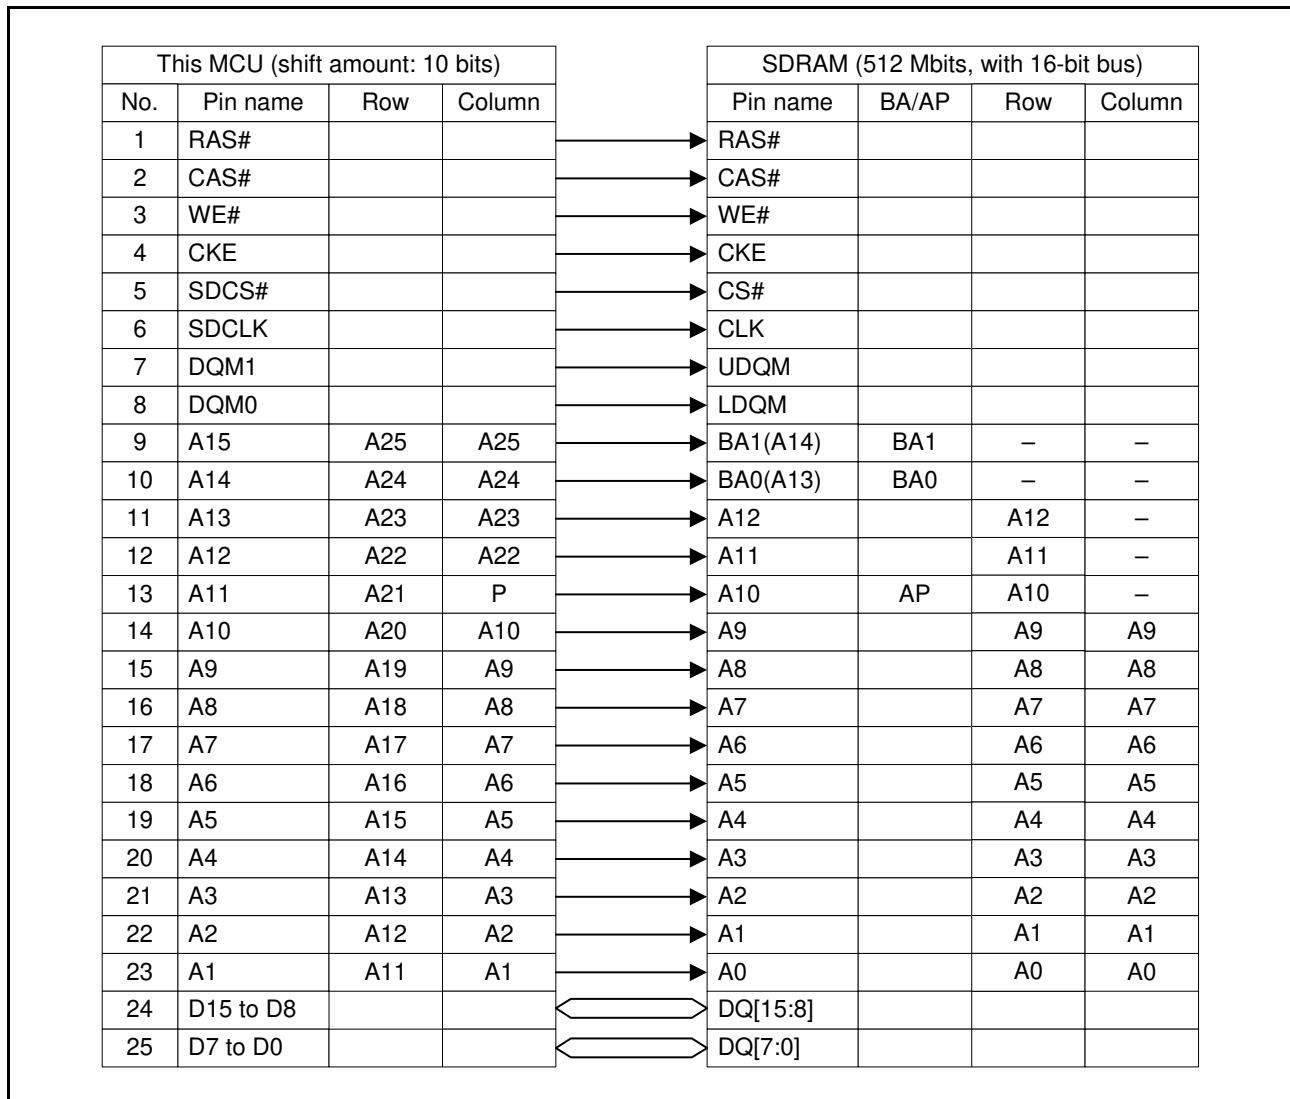 This MCU (shift amount: 10 bits) SDRAM (512 Mbits, with 16-bit bus)
No. Pin name Row Column Pin name BA/AP Row Column
1 RAS# RAS#
2 CAS# CAS#
3 WE# WE#
4 CKE CKE
5 SDCS# CS#
6 SDCLK CLK
7 DQM1 UDQM
8 DQM0 LDQM
9 A15 A25 A25 BA1(A14) BA1 – –
10 A14 A24 A24 BA0(A13) BA0 – –
11 A13 A23 A23 A12 A12 –
12 A12 A22 A22 A11 A11 –
13 A11 A21 P A10 AP A10 –
14 A10 A20 A10 A9 A9 A9
15 A9 A19 A9 A8 A8 A8
16 A8 A18 A8 A7 A7 A7
17 A7 A17 A7 A6 A6 A6
18 A6 A16 A6 A5 A5 A5
19 A5 A15 A5 A4 A4 A4
20 A4 A14 A4 A3 A3 A3
21 A3 A13 A3 A2 A2 A2
22 A2 A12 A2 A1 A1 A1
23 A1 A11 A1 A0 A0 A0
24 D15 to D8 DQ[15:8]
25 D7 to D0 DQ[7:0]